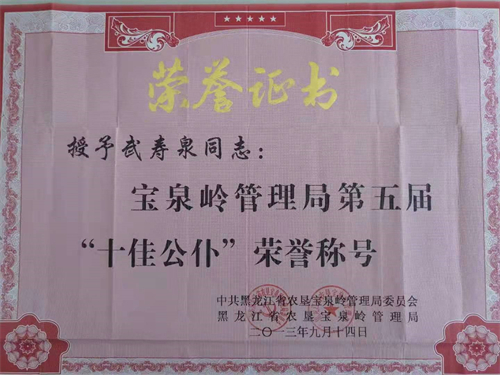 荣誉证书
授予武寿泉同志：
宝泉岭管理局第五届
“十佳公仆”荣誉称号
中共黑龙江省农垦宝泉岭管理局委员会
黑龙江省农垦宝泉岭管理局
二〇一三年九月十四日